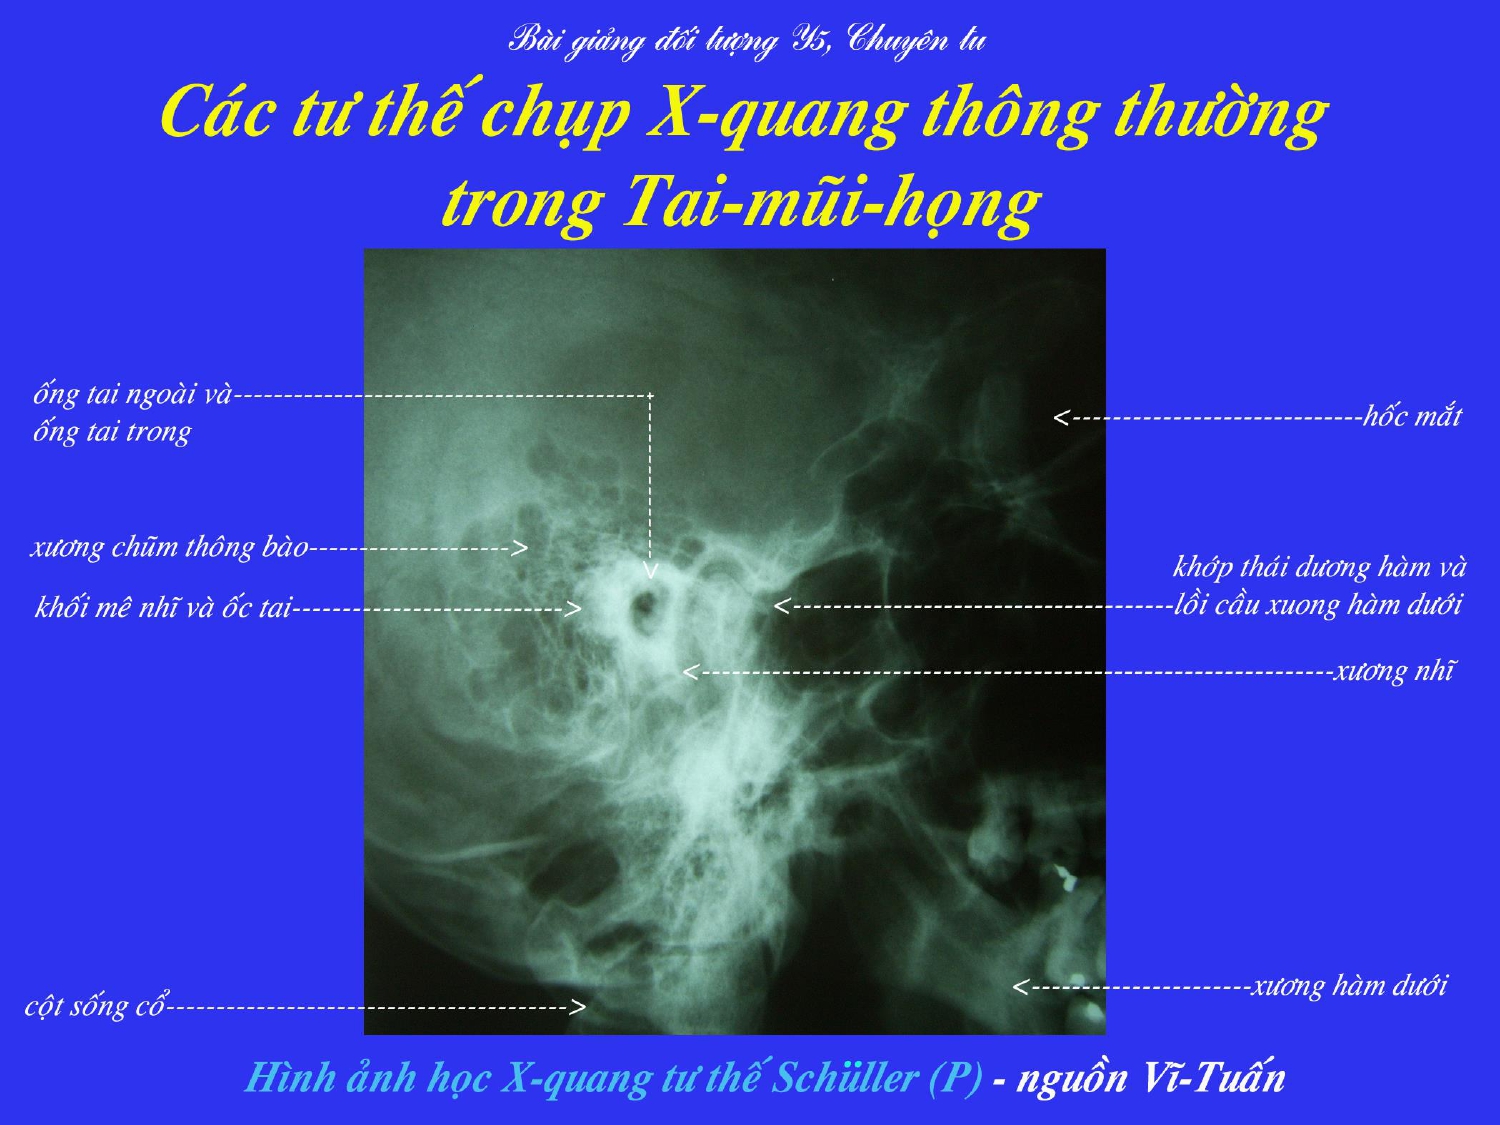 Bài giảng đối tượng Y5, Chuyên tu
Các tư thế chụp X-quang thông thường
trong Tai-mũi-họng
ống tai ngoài và
ống tai trong
hốc mắt
xương chũm thông bào
khối mê nhĩ và ốc tai
khớp thái dương hàm và
lồi cầu xuong hàm dưới
xương nhĩ
cột sống cổ
xương hàm dưới
Hình ảnh học X-quang tư thế Schüller (P) - nguồn Vĩ-Tuấn